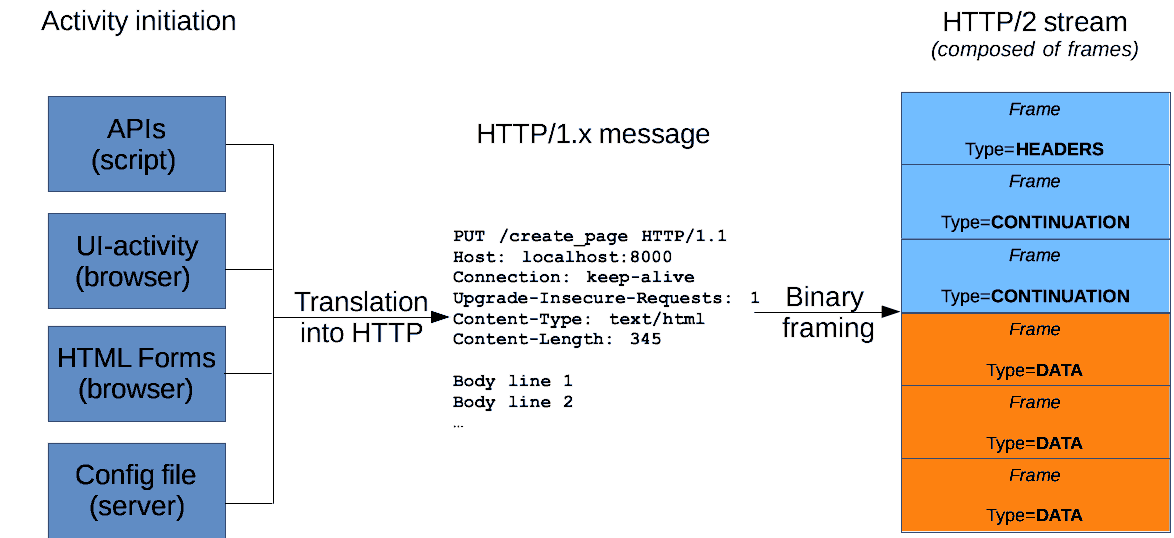 Activity initiation
APIs
(script)
UI-activity
(browser)
HTML Forms
(browser)
Config file
(server)
Translation
into HTTP
HTTP/1.x message
PUT /create_page HTTP/1.1
Host: localhost:8000
Connection: keep-alive
Upgrade-Insecure-Requests: 1
Content-Type: text/html
Content-Length: 345
Body line 1
Body line 2
…
Binary
framing
HTTP/2 stream
(composed of frames)
Frame
Type=HEADERS
Frame
Type=CONTINUATION
Frame
Type=CONTINUATION
Frame
Type=DATA
Frame
Type=DATA
Frame
Type=DATA